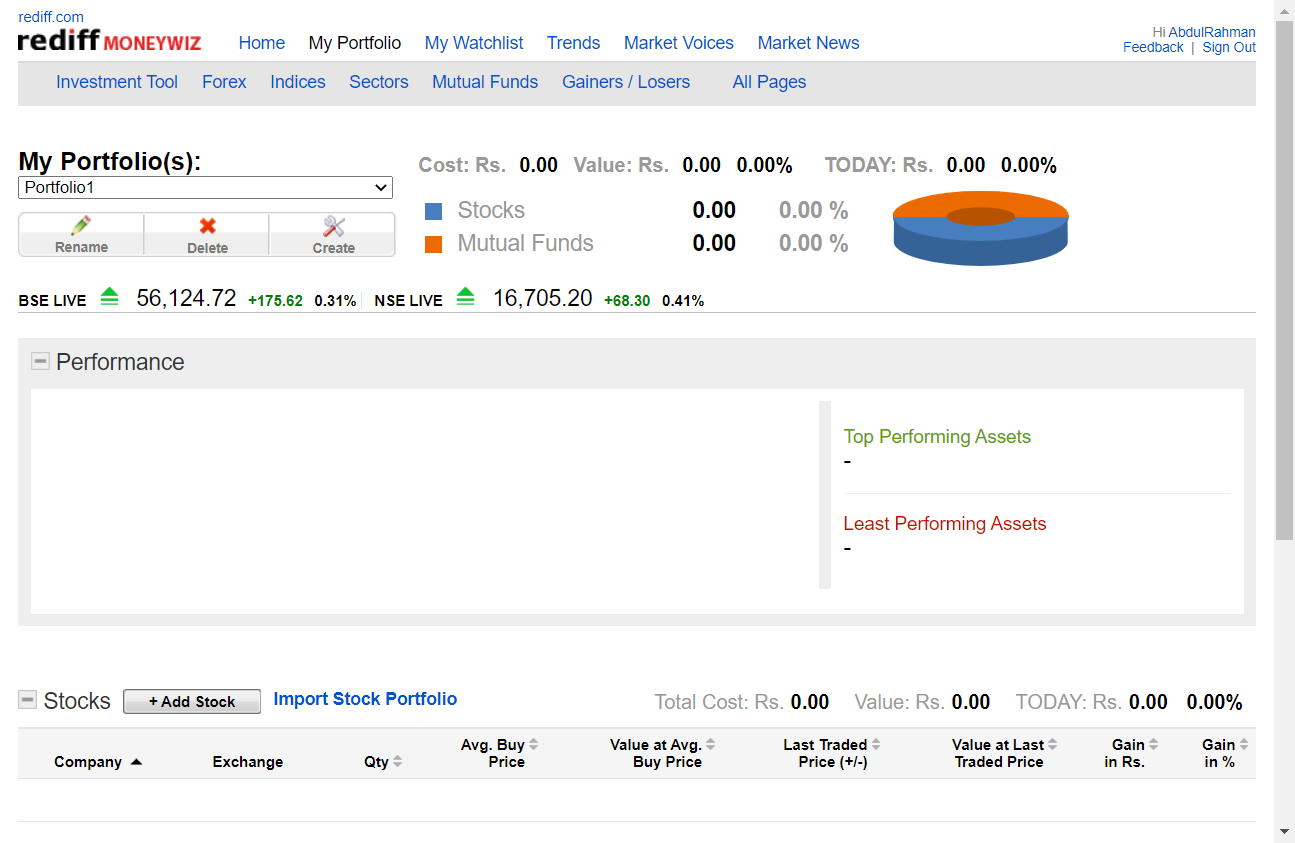 rediff.com
rediff MONEYWIZ
Home My Portfolio My Watchlist Trends Market Voices Market News
Hi AbdulRahman
Feedback | Sign Out
Investment Tool Forex Indices Sectors Mutual Funds Gainers / Losers All Pages
My Portfolio(s):
Portfolio1
Rename Delete Create
Cost: Rs. 0.00 Value: Rs. 0.00 0.00% TODAY: Rs. 0.00 0.00%
Stocks 0.00 0.00 %
Mutual Funds 0.00 0.00 %
BSE LIVE 56,124.72 +175.62 0.31% NSE LIVE 16,705.20 +68.30 0.41%
Performance
Top Performing Assets
-
Least Performing Assets
-
Stocks + Add Stock Import Stock Portfolio Total Cost: Rs. 0.00 Value: Rs. 0.00 TODAY: Rs. 0.00 0.00%
Company Exchange Qty Avg. Buy Price Value at Avg. Buy Price Last Traded Price (+/-) Value at Last Traded Price Gain in Rs. Gain in %